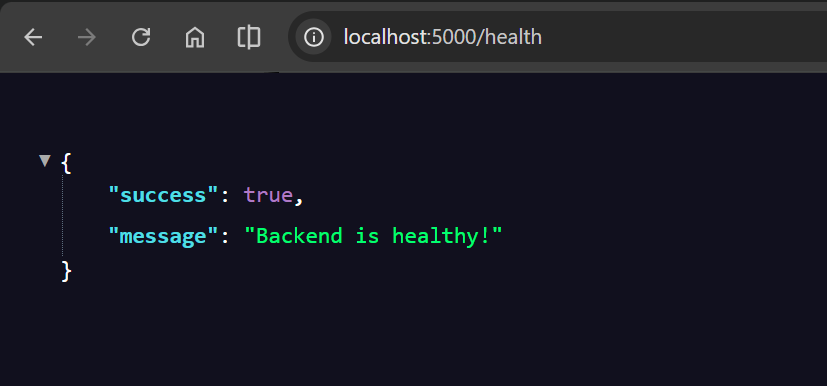 localhost:5000/health
{
"success": true,
"message": "Backend is healthy!"
}